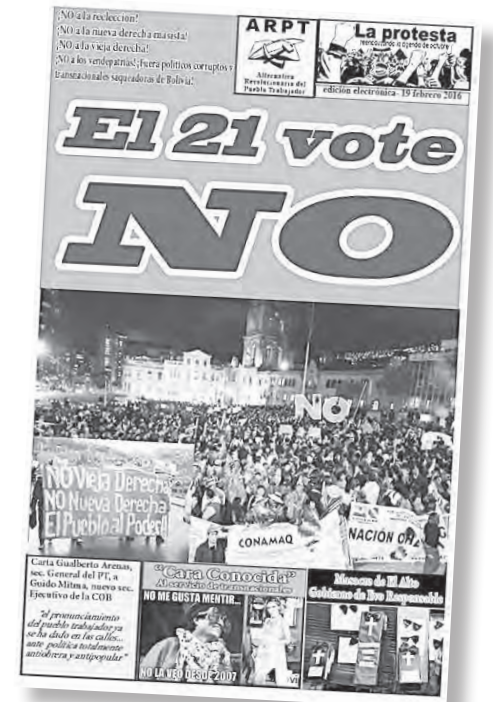 ¡NO a la reelección!
¡NO a la nueva derecha masista!
¡NO a la vieja derecha!
¡NO a los vendepatrias! ¡Fuera políticos corruptos y
transnacionales saqueadoras de Bolivia!
ARPT
Alternativa
Revolucionaria del
Pueblo Trabajador
La protesta
reencauzando la agenda de octubre
edición electrónica- 19 febrero 2016
El 21 vote
NO
NO
NO Vieja Derecha
NO Nueva Derecha
El Pueblo al Poder!!
CONAMAQ
NACIÓN
Carta Gualberto Arenas,
sec. General del PT, a
Guido Mitma, nuevo sec.
Ejecutivo de la COB
"el pronunciamiento
del pueblo trabajador ya
se ha dado en las calles...
ante política totalmente
antiobrera y antipopular"
"Cara Conocida"
Al servicio de transnacionales
NO ME GUSTA MENTIR...
NO LA VEO DESDE 2007
Masacre de El Alto
Gobierno de Evo Responsable